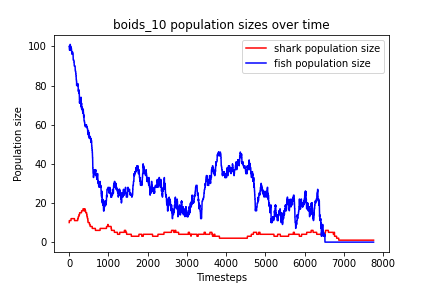 boids_10 population sizes over time
shark population size
fish population size
Population size
100
80
60
40
20
0
0 1000 2000 3000 4000 5000 6000 7000 8000
Timesteps